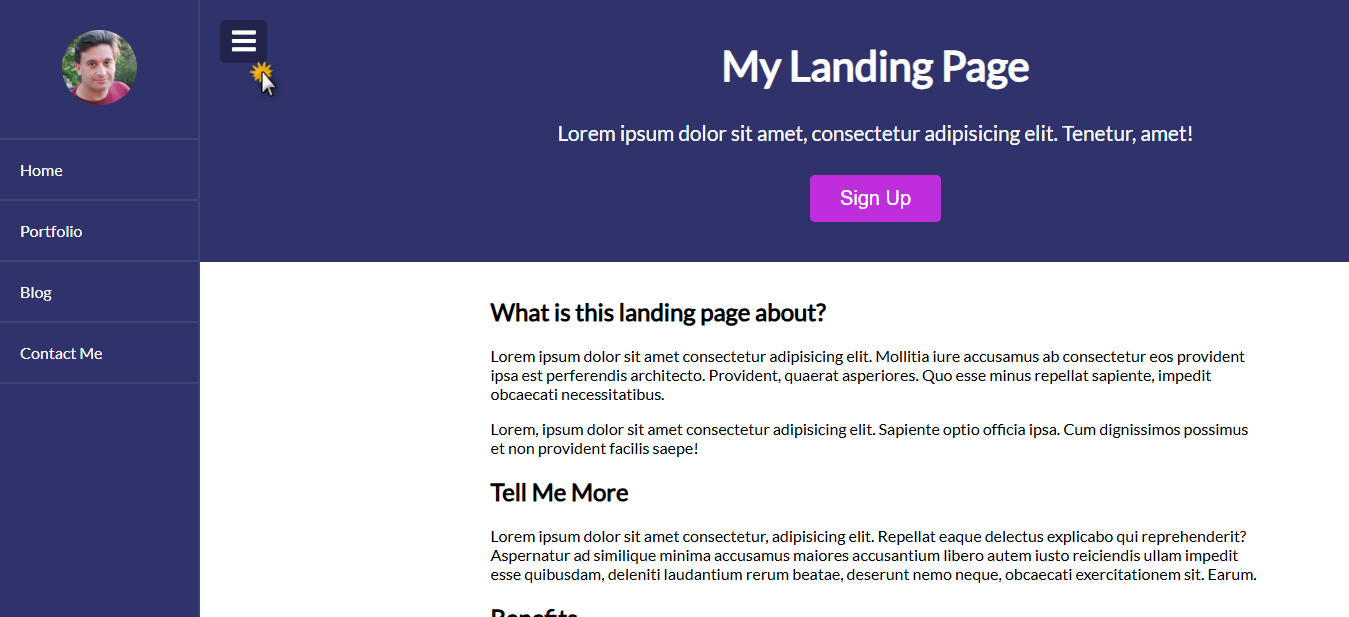 My Landing Page
Lorem ipsum dolor sit amet, consectetur adipisicing elit. Tenetur, amet!
Sign Up
Home
Portfolio
Blog
Contact Me
What is this landing page about?
Lorem ipsum dolor sit amet consectetur adipisicing elit. Mollitia iure accusamus ab consectetur eos provident
ipsa est perferendis architecto. Provident, quaerat asperiores. Quo esse minus repellat sapiente, impedit
obcaecati necessitatibus.
Lorem, ipsum dolor sit amet consectetur adipisicing elit. Sapiente optio officia ipsa. Cum dignissimos possimus
et non provident facilis saepe!
Tell Me More
Lorem ipsum dolor sit amet consectetur, adipisicing elit. Repellat eaque delectus explicabo qui reprehenderit?
Aspernatur ad similique minima accusamus maiores accusantium libero autem iusto reiciendis ullam impedit
esse quibusdam, deleniti laudantium rerum beatae, deserunt nemo neque, obcaecati exercitationem sit. Earum.
Benefits